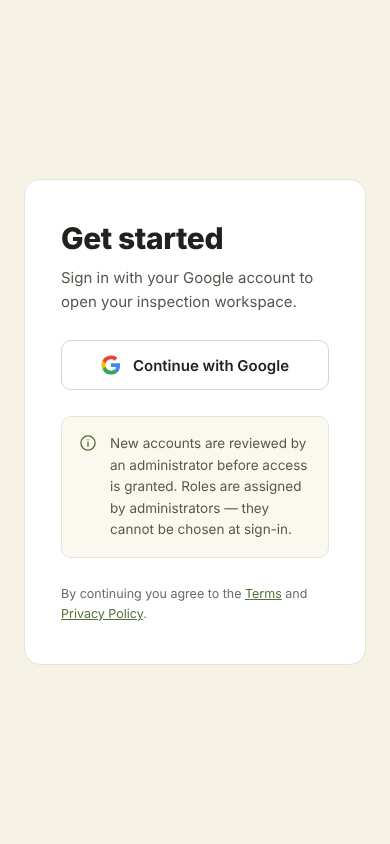 Get started
Sign in with your Google account to
open your inspection workspace.
Continue with Google
New accounts are reviewed by
an administrator before access
is granted. Roles are assigned
by administrators — they
cannot be chosen at sign-in.
By continuing you agree to the Terms and
Privacy Policy.